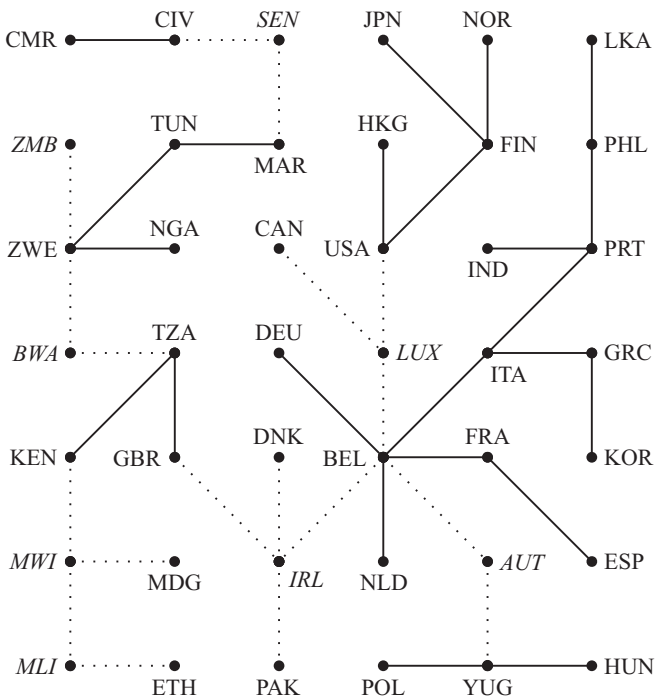 CMR CIV SEN JPN NOR LKA
ZMB TUN MAR HKG FIN PHL
ZWE NGA CAN USA IND PRT
BWA TZA DEU LUX ITA GRC
KEN GBR DNK BEL FRA KOR
MWI MDG IRL NLD AUT ESP
MLI ETH PAK POL YUG HUN